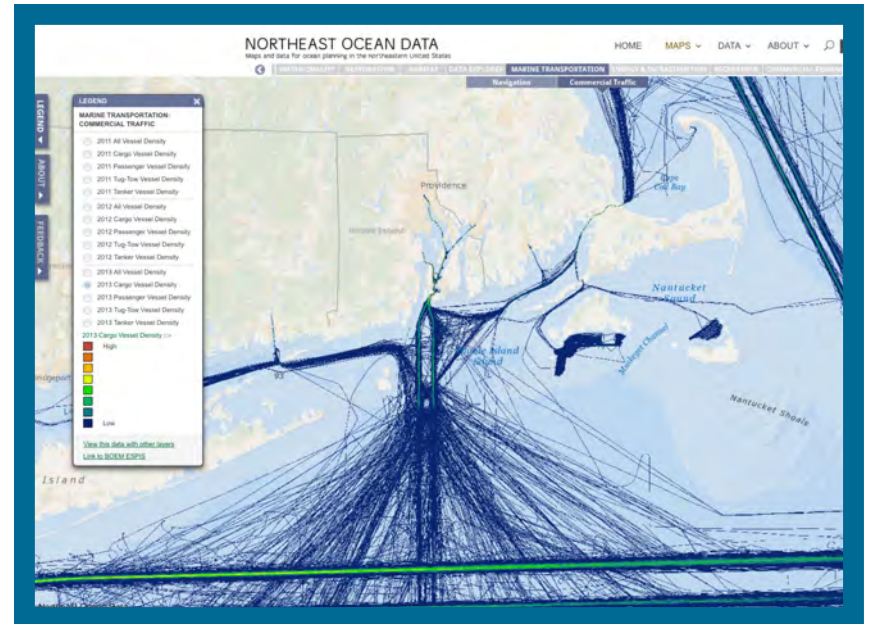 NORTHEAST OCEAN DATA
Maps and data for ocean planning in the northeastern United States
HOME MAPS DATA ABOUT
DATA EXPLORER MARINE TRANSPORTATION
Navigation Commercial Traffic
LEGEND
ABOUT
FEEDBACK
LEGEND
MARINE TRANSPORTATION:
COMMERCIAL TRAFFIC
2011 All Vessel Density
2011 Cargo Vessel Density
2011 Passenger Vessel Density
2011 Tug-Tow Vessel Density
2011 Tanker Vessel Density
2012 All Vessel Density
2012 Cargo Vessel Density
2012 Passenger Vessel Density
2012 Tug-Tow Vessel Density
2012 Tanker Vessel Density
2013 All Vessel Density
2013 Cargo Vessel Density
2013 Passenger Vessel Density
2013 Tug-Tow Vessel Density
2013 Tanker Vessel Density
2013 Cargo Vessel Density
High
Low
View this data with other layers
Link to BOEM ESPIS
Providence
Cape
Cod Bay
Nantucket
Sound
Island
Sound
Muskeget Channel
Nantucket Shoals
Island